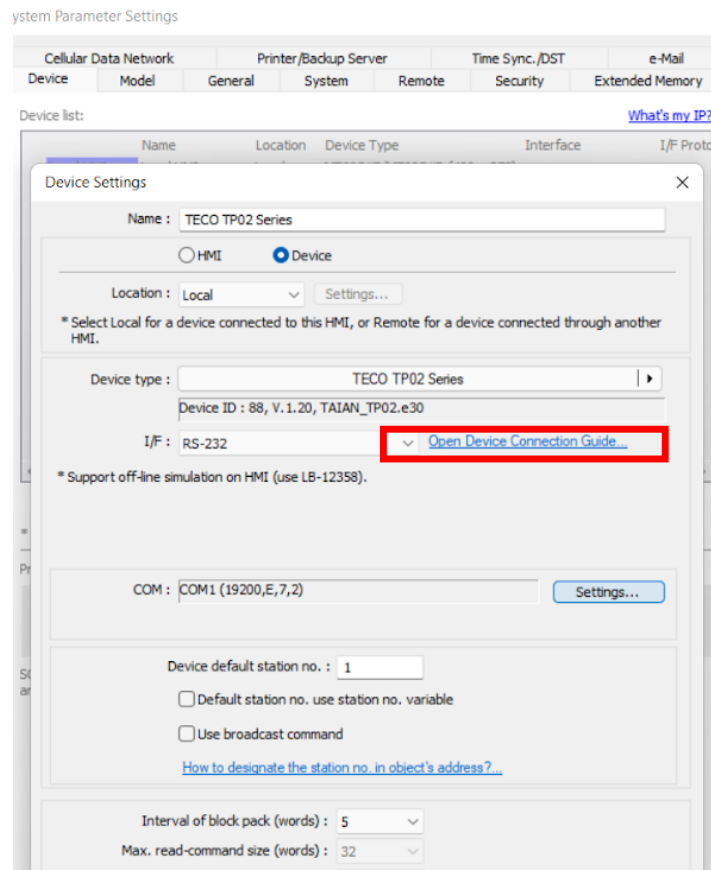 ystem Parameter Settings
Cellular Data Network Printer/Backup Server Time Sync./DST e-Mail
Device Model General System Remote Security Extended Memory
Device list: What's my IP?
Name Location Device Type Interface I/F Proto
Device Settings
Name : TECO TP02 Series
HMI Device
Location : Local Settings...
* Select Local for a device connected to this HMI, or Remote for a device connected through another
HMI.
Device type : TECO TP02 Series
Device ID : 88, V.1.20, TAIAN_TP02.e30
I/F : RS-232 Open Device Connection Guide...
* Support off-line simulation on HMI (use LB-12358).
Pr
COM : COM1 (19200,E,7,2) Settings...
Device default station no. : 1
SC
ar
Default station no. use station no. variable
Use broadcast command
How to designate the station no. in object's address?...
Interval of block pack (words) : 5
Max. read-command size (words) : 32